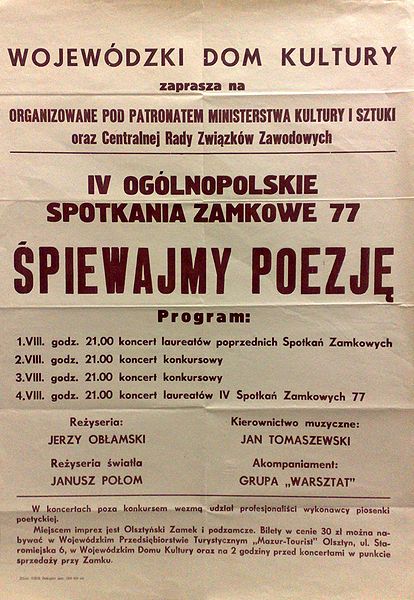 WOJEWÓDZKI DOM KULTURY
zaprasza na
ORGANIZOWANE POD PATRONATEM MINISTERSTWA KULTURY I SZTUKI
oraz Centralnej Rady Związków Zawodowych
IV OGÓLNOPOLSKIE
SPOTKANIA ZAMKOWE 77
ŚPIEWAJMY POEZJĘ
Program:
1.VIII. godz. 21.00 koncert laureatów poprzednich Spotkań Zamkowych
2.VIII. godz. 21.00 koncert konkursowy
3.VIII. godz. 21.00 koncert konkursowy
4.VIII. godz. 21.00 koncert laureatów IV Spotkań Zamkowych 77
Reżyseria:
JERZY OBŁAMSKI
Kierownictwo muzyczne:
JAN TOMASZEWSKI
Reżyseria światła
JANUSZ POŁOM
Akompaniament:
GRUPA „WARSZTAT"
W koncertach poza konkursem wezmą udział profesjonaliści wykonawcy piosenki
poetyckiej.
Miejscem imprez jest Olsztyński Zamek i podzamcze. Bilety w cenie 30 zł można na-
bywać w Wojewódzkim Przedsiębiorstwie Turystycznym „Mazur-Tourist" Olsztyn, ul. Sta-
romiejska 6, w Wojewódzkim Domu Kultury oraz na 2 godziny przed koncertami w punkcie
sprzedaży przy Zamku.